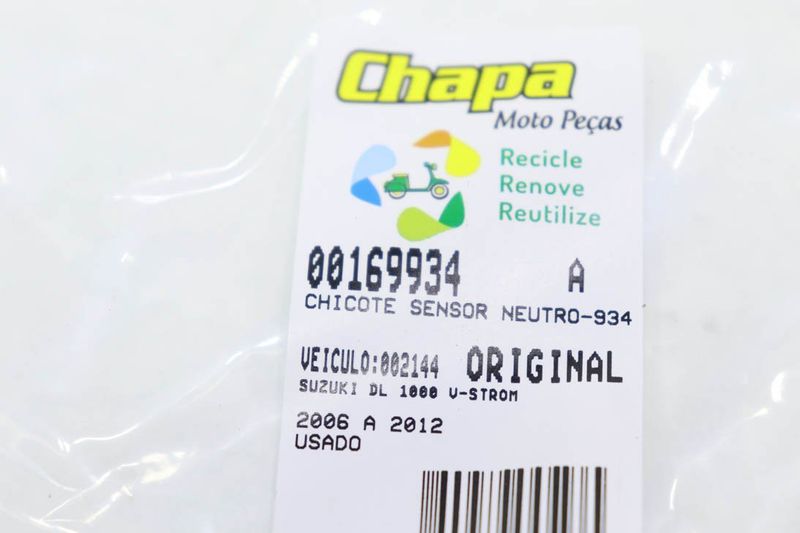 Chapa
Moto Peças
Recicle
Renove
Reutilize
00169934 A
CHICOTE SENSOR NEUTRO-934
VEICULO:002144 ORIGINAL
SUZUKI DL 1000 V-STROM
2006 A 2012
USADO